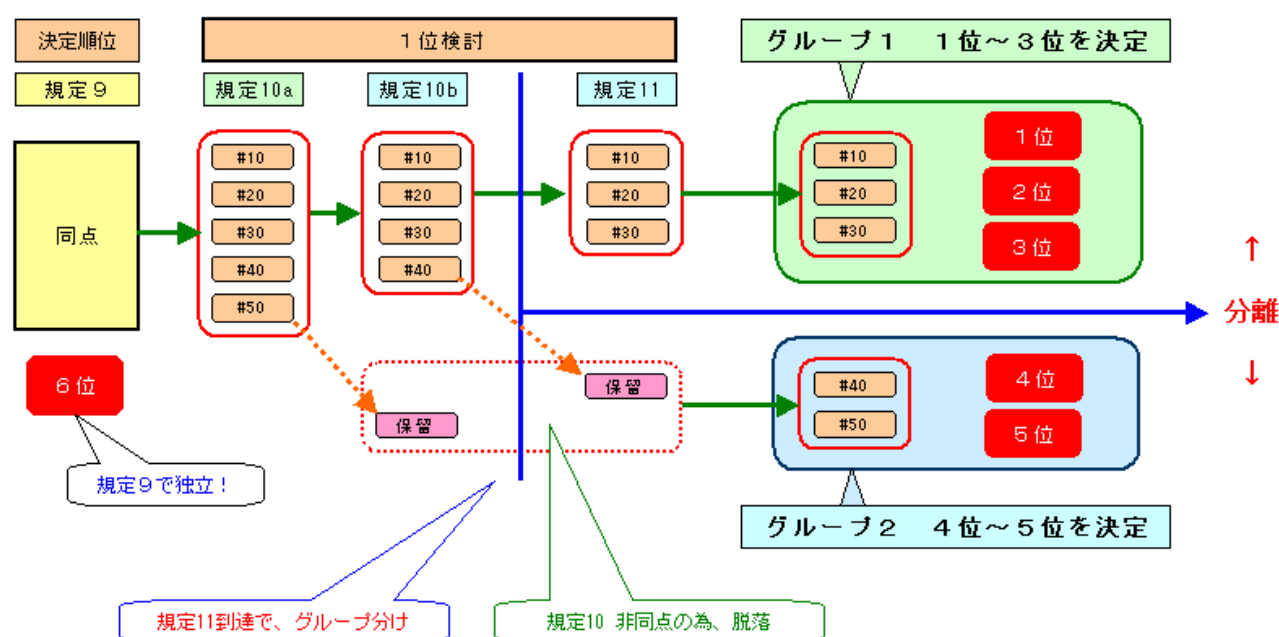 決定順位
1位検討
グループ1　1位～3位を決定
規定9
規定10a
規定10b
規定11
同点
#10
#20
#30
#40
#50
#10
#20
#30
#40
#10
#20
#30
#10
#20
#30
1位
2位
3位
↑
分離
↓
6位
保留
保留
#40
#50
4位
5位
規定9で独立！
グループ2　4位～5位を決定
規定11到達で、グループ分け
規定10 非同点の為、脱落